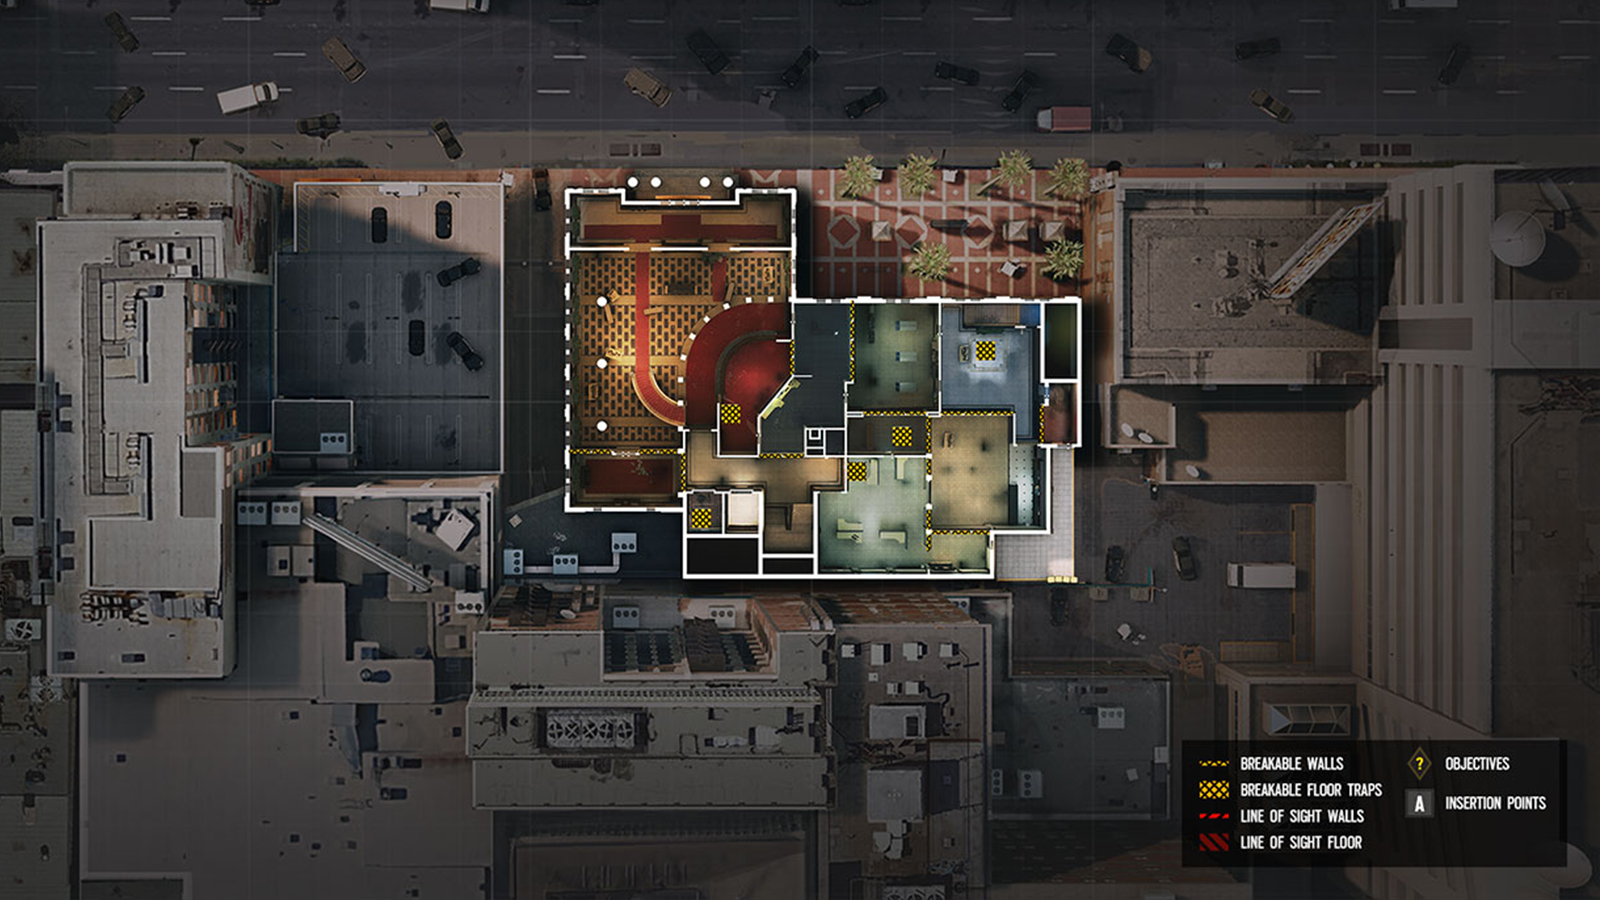 BREAKABLE WALLS
BREAKABLE FLOOR TRAPS
LINE OF SIGHT WALLS
LINE OF SIGHT FLOOR
? OBJECTIVES
A INSERTION POINTS